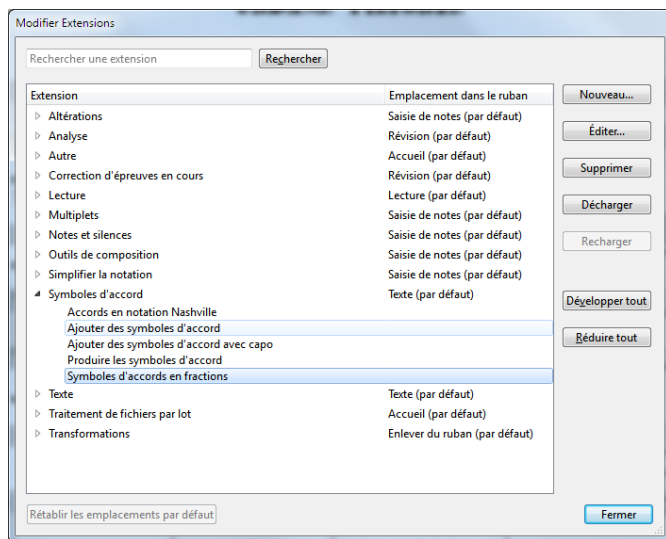 Modifier Extensions
Rechercher une extension Rechercher
Extension Emplacement dans le ruban Nouveau...
Altérations Saisie de notes (par défaut)
Analyse Révision (par défaut) Éditer...
Autre Accueil (par défaut)
Correction d'épreuves en cours Révision (par défaut) Supprimer
Lecture Lecture (par défaut)
Multiplets Saisie de notes (par défaut) Décharger
Notes et silences Saisie de notes (par défaut)
Outils de composition Saisie de notes (par défaut) Recharger
Simplifier la notation Saisie de notes (par défaut)
Symboles d'accord Texte (par défaut) Développer tout
Accords en notation Nashville
Ajouter des symboles d'accord Réduire tout
Ajouter des symboles d'accord avec capo
Produire les symboles d'accord
Symboles d'accords en fractions
Texte Texte (par défaut)
Traitement de fichiers par lot Accueil (par défaut)
Transformations Enlever du ruban (par défaut)
Rétablir les emplacements par défaut Fermer